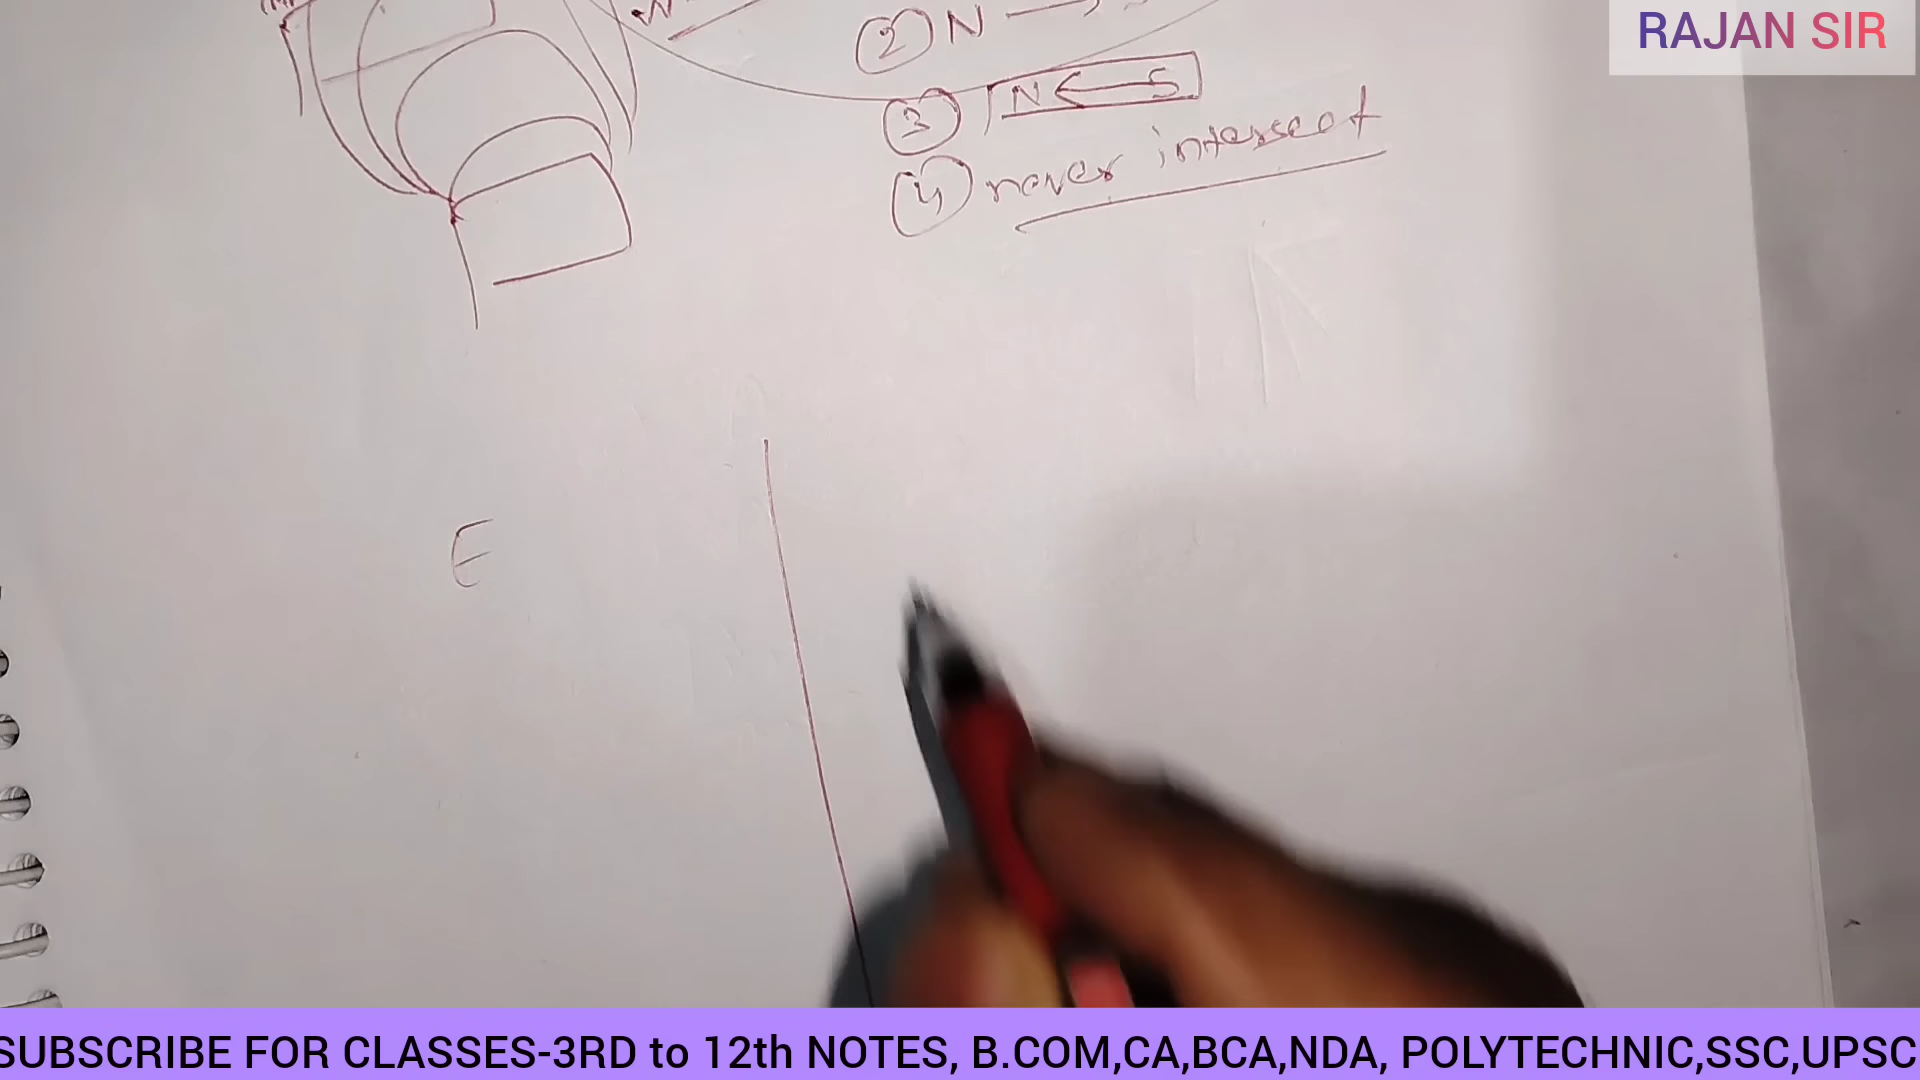 RAJAN SIR
② N →
③ N ← S
④ never intersect
E
SUBSCRIBE FOR CLASSES-3RD to 12th NOTES, B.COM,CA,BCA,NDA, POLYTECHNIC,SSC,UPSC